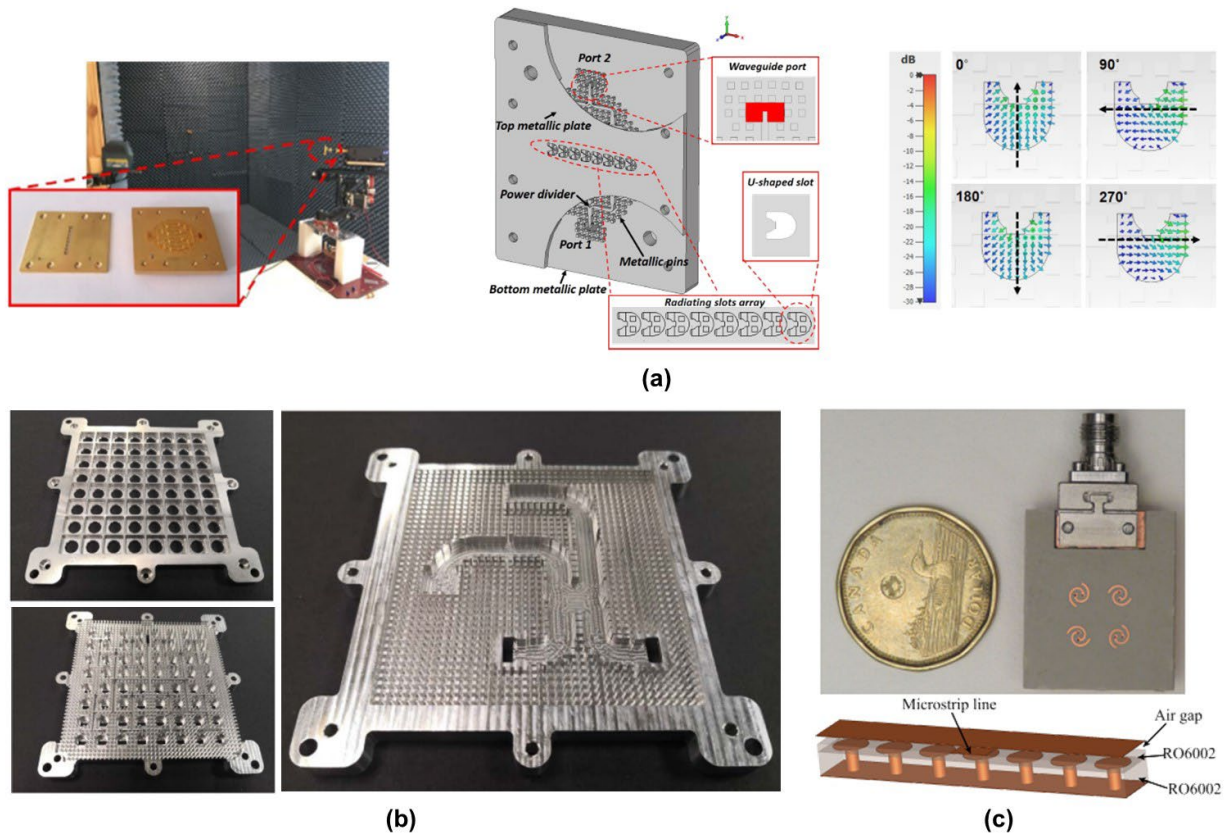 Port 2
Waveguide port
Top metallic plate
Power divider
Port 1
Metallic pins
Bottom metallic plate
U-shaped slot
Radiating slots array
dB
0
-2
-4
-6
-8
-10
-12
-14
-16
-18
-20
-22
-24
-26
-28
-30
0°
90°
180°
270°
(a)
CANADA
DOLLAR
Microstrip line
Air gap
RO6002
RO6002
(b)
(c)